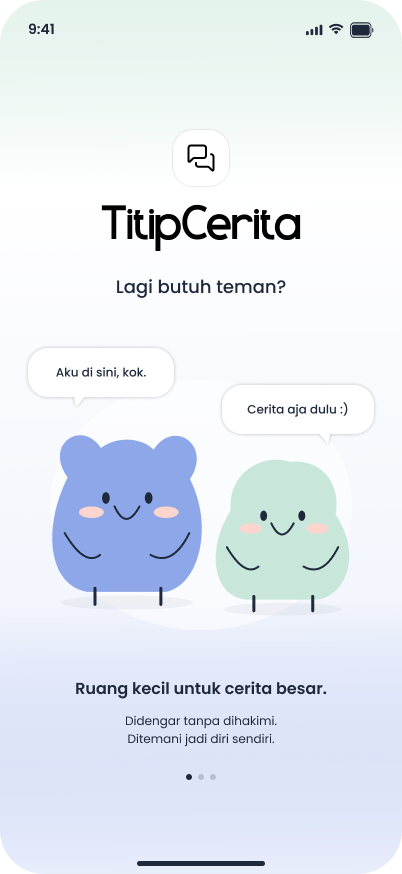 9:41
TitipCerita
Lagi butuh teman?
Aku di sini, kok.
Cerita aja dulu :)
Ruang kecil untuk cerita besar.
Didengar tanpa dihakimi.
Ditemani jadi diri sendiri.